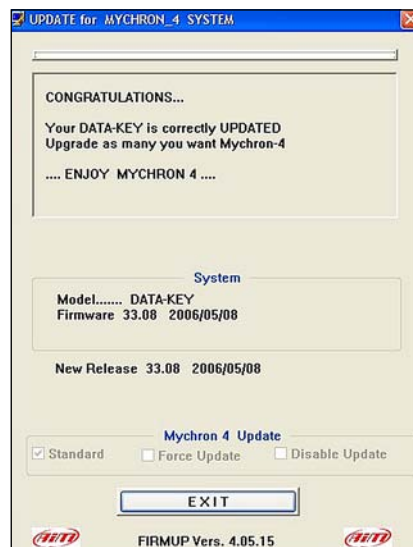 UPDATE for MYCHRON_4 SYSTEM
CONGRATULATIONS...
Your DATA-KEY is correctly UPDATED
Upgrade as many you want Mychron-4
.... ENJOY MYCHRON 4 ....
System
Model....... DATA-KEY
Firmware 33.08 2006/05/08
New Release 33.08 2006/05/08
Mychron 4 Update
Standard Force Update Disable Update
EXIT
AiM FIRMUP Vers. 4.05.15 AiM